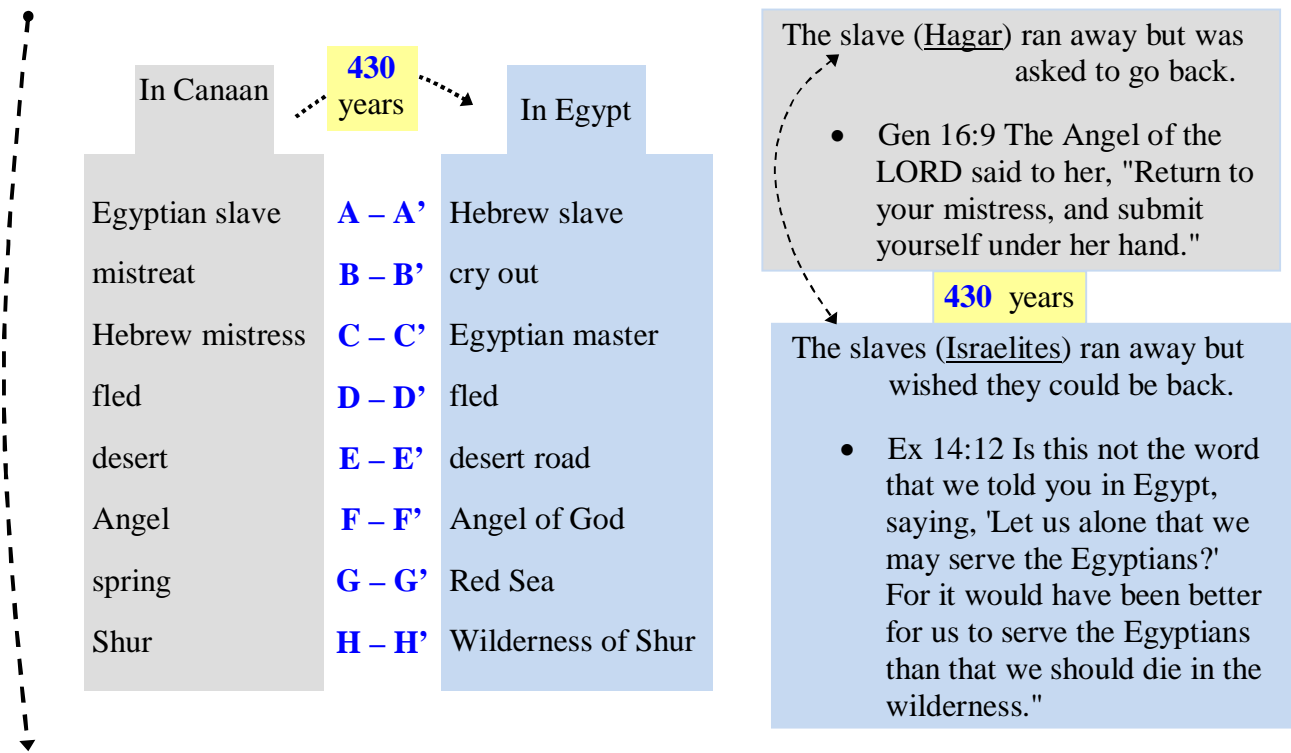 In Canaan
430
years
In Egypt
Egyptian slave A – A’ Hebrew slave
mistreat B – B’ cry out
Hebrew mistress C – C’ Egyptian master
fled D – D’ fled
desert E – E’ desert road
Angel F – F’ Angel of God
spring G – G’ Red Sea
Shur H – H’ Wilderness of Shur
The slave (Hagar) ran away but was
asked to go back.
• Gen 16:9 The Angel of the
LORD said to her, "Return to
your mistress, and submit
yourself under her hand."
430 years
The slaves (Israelites) ran away but
wished they could be back.
• Ex 14:12 Is this not the word
that we told you in Egypt,
saying, 'Let us alone that we
may serve the Egyptians?'
For it would have been better
for us to serve the Egyptians
than that we should die in the
wilderness."